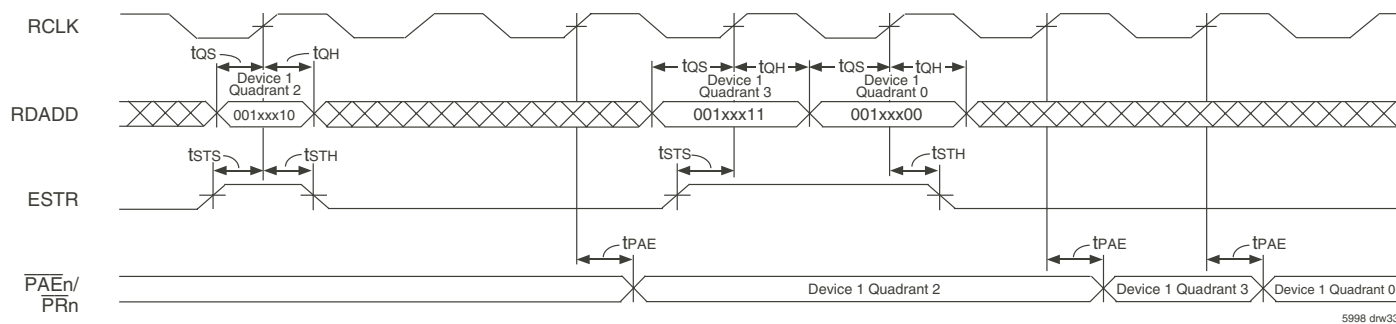 RCLK
tQS tQH
Device 1
Quadrant 2
tQS tQH tQS tQH
Device 1
Quadrant 3
Device 1
Quadrant 0
RDADD
001xxx10
001xxx11
001xxx00
tSTS tSTH
tSTS
tSTH
ESTR
tPAE
tPAE
tPAE
PAEn/
PRn
Device 1 Quadrant 2
Device 1 Quadrant 3
Device 1 Quadrant 0
5998 drw33